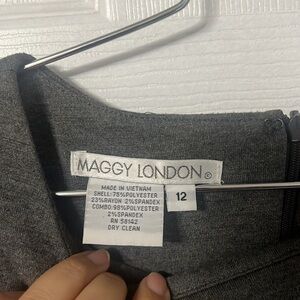 MAGGY LONDON®
MADE IN VIETNAM
SHELL:75%POLYESTER
23%RAYON 2%SPANDEX
COMBO:98%POLYESTER
2%SPANDEX
RN 58142
DRY CLEAN
12